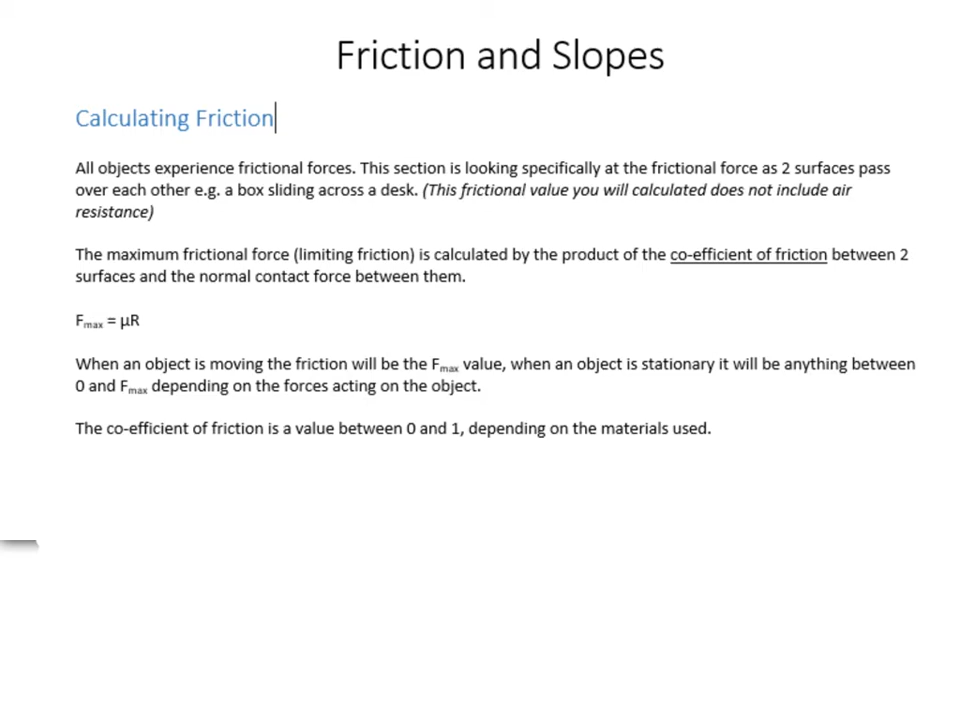 Friction and Slopes
Calculating Friction
All objects experience frictional forces. This section is looking specifically at the frictional force as 2 surfaces pass
over each other e.g. a box sliding across a desk. (This frictional value you will calculated does not include air
resistance)
The maximum frictional force (limiting friction) is calculated by the product of the co-efficient of friction between 2
surfaces and the normal contact force between them.
Fmax = μR
When an object is moving the friction will be the Fmax value, when an object is stationary it will be anything between
0 and Fmax depending on the forces acting on the object.
The co-efficient of friction is a value between 0 and 1, depending on the materials used.